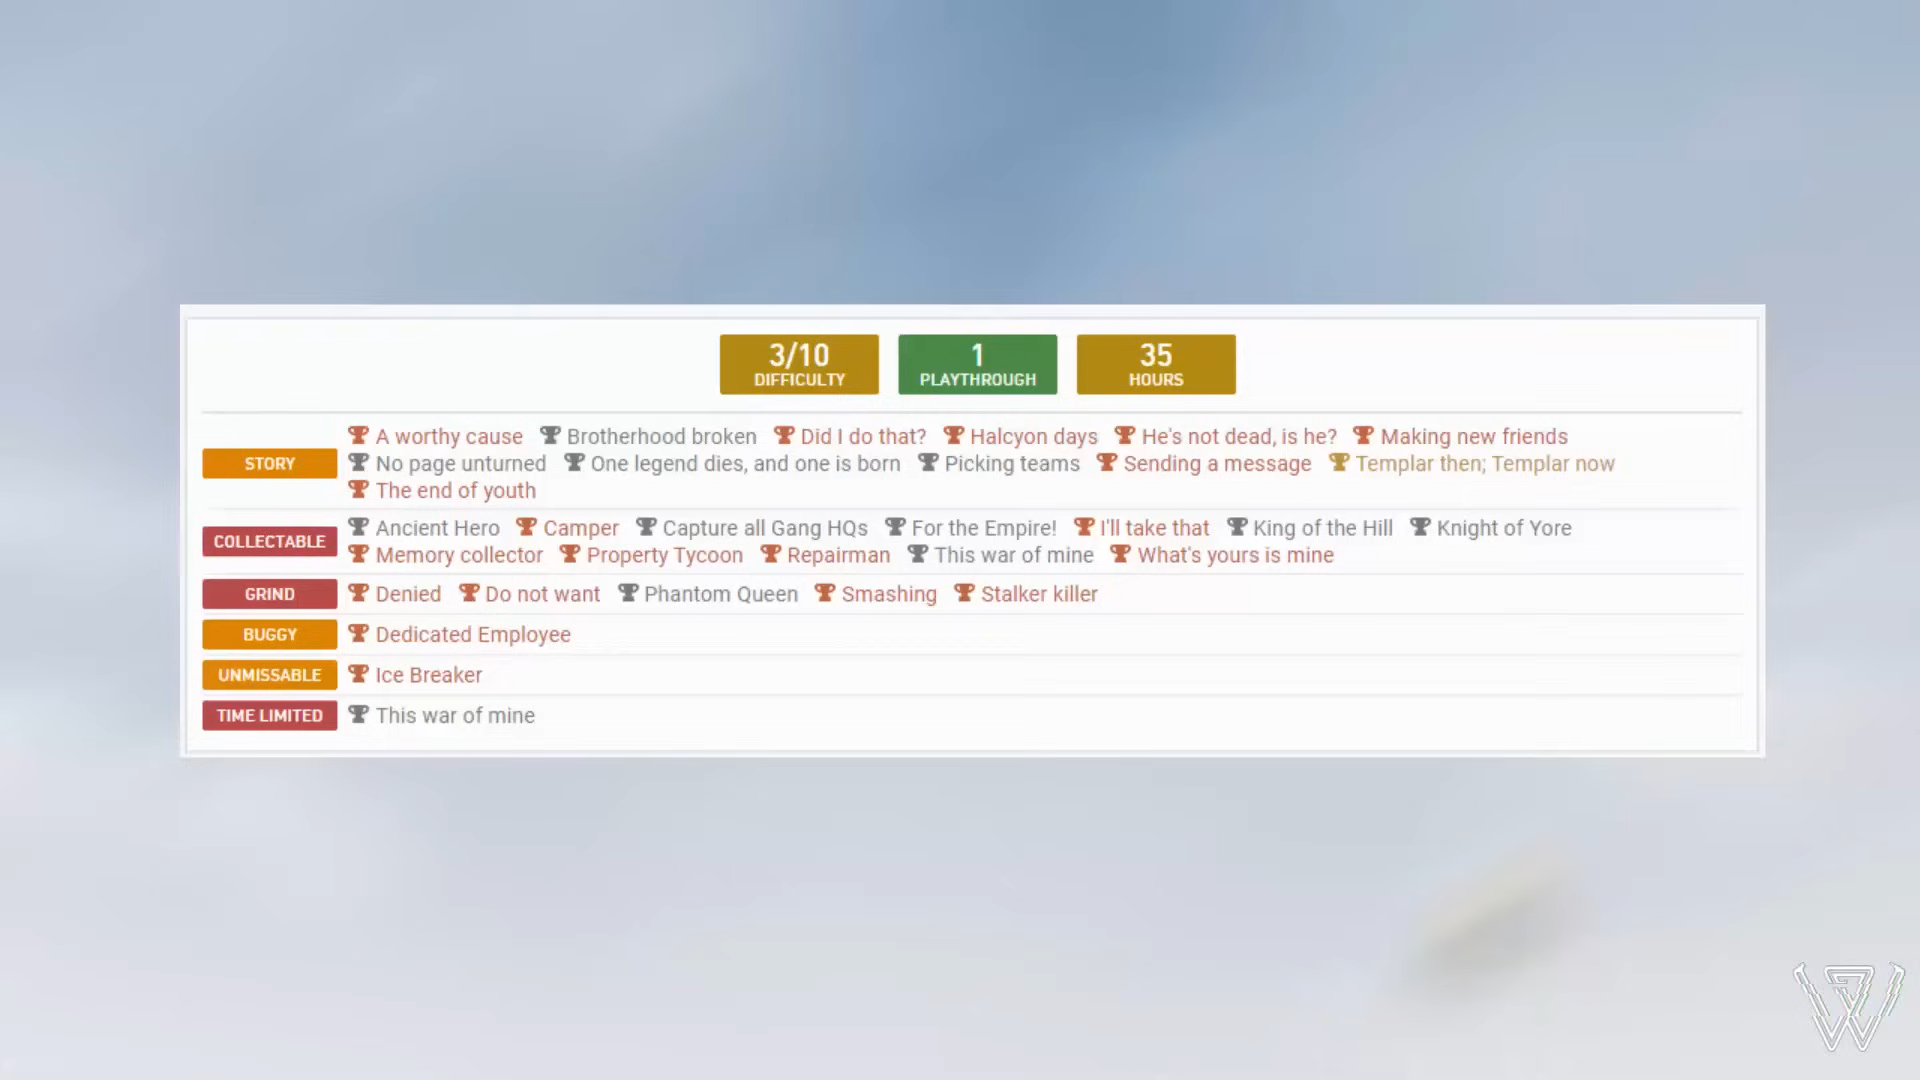 3/10 1 35
DIFFICULTY PLAYTHROUGH HOURS
STORY
A worthy cause Brotherhood broken Did I do that? Halcyon days He's not dead, is he? Making new friends
No page unturned One legend dies, and one is born Picking teams Sending a message Templar then; Templar now
The end of youth
COLLECTABLE
Ancient Hero Camper Capture all Gang HQs For the Empire! I'll take that King of the Hill Knight of Yore
Memory collector Property Tycoon Repairman This war of mine What's yours is mine
GRIND Denied Do not want Phantom Queen Smashing Stalker killer
BUGGY Dedicated Employee
UNMISSABLE Ice Breaker
TIME LIMITED This war of mine